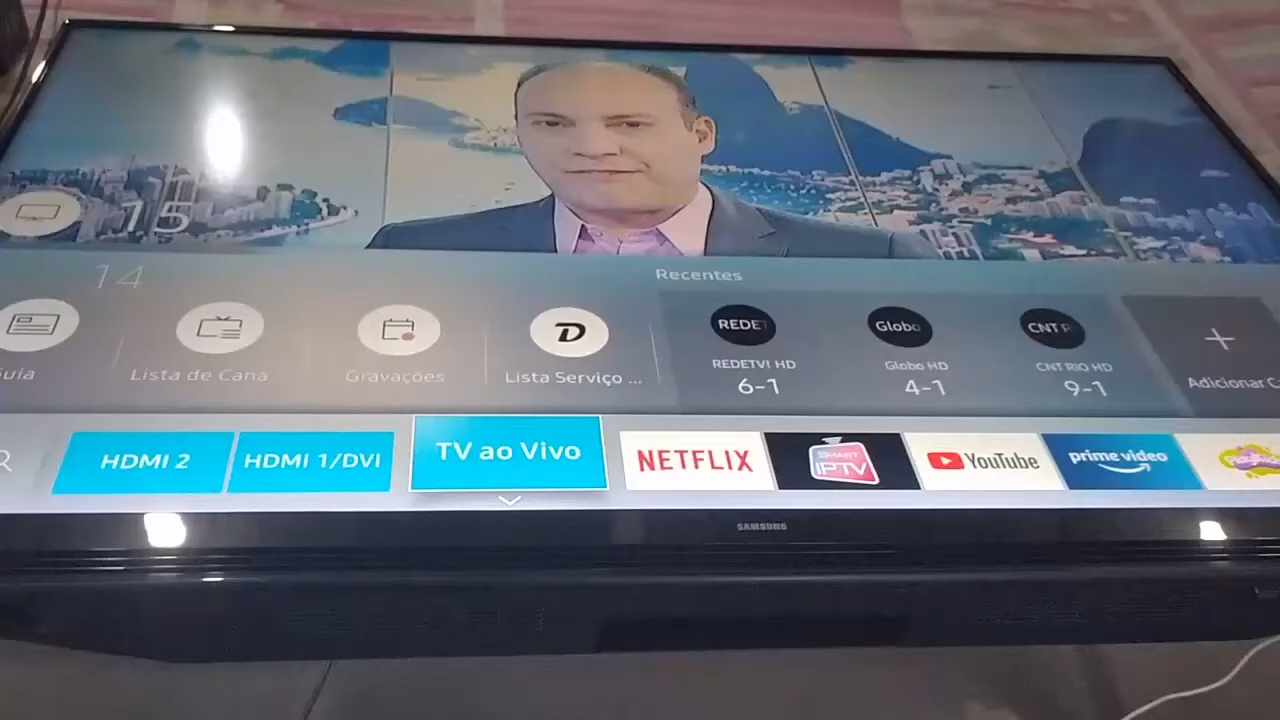 15
14
Recentes
REDET
Globo
CNT R
Lista de Cana
Gravações
Lista Serviço ...
REDETVI HD
6-1
Globo HD
4-1
CNT RIO HD
9-1
Adicionar C
HDMI 2
HDMI 1/DVI
TV ao Vivo
NETFLIX
SMART
IPTV
YouTube
prime video
SAMSUNG